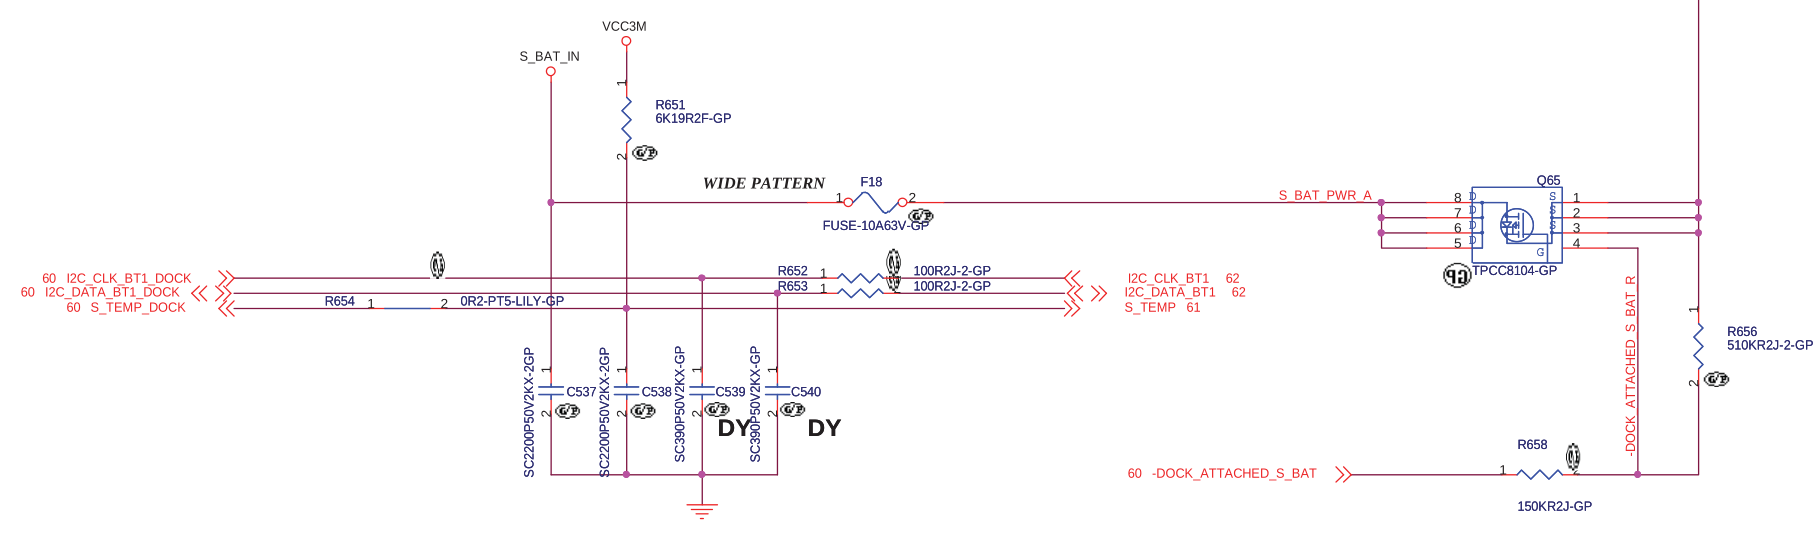 VCC3M
S_BAT_IN
1
R651
6K19R2F-GP
2
G/P
WIDE PATTERN
1
F18
2
G/P
FUSE-10A63V-GP
S_BAT_PWR_A
Q65
8 D S 1
7 D S 2
6 D S 3
5 D G 4
TPCC8104-GP
60 I2C_CLK_BT1_DOCK
R652 1 100R2J-2-GP
I2C_CLK_BT1 62
60 I2C_DATA_BT1_DOCK
R653 1 2 100R2J-2-GP
I2C_DATA_BT1 62
60 S_TEMP_DOCK
R654 1 2 0R2-PT5-LILY-GP
S_TEMP 61
-DOCK_ATTACHED_S_BAT_R
1
R656
510KR2J-2-GP
2
G/P
SC2200P50V2KX-2GP
1
C537
2
G/P
SC2200P50V2KX-2GP
1
C538
2
G/P
SC390P50V2KX-GP
1
C539
2
G/P
DY
SC390P50V2KX-GP
1
C540
2
G/P
DY
60 -DOCK_ATTACHED_S_BAT
R658
1 2
150KR2J-GP